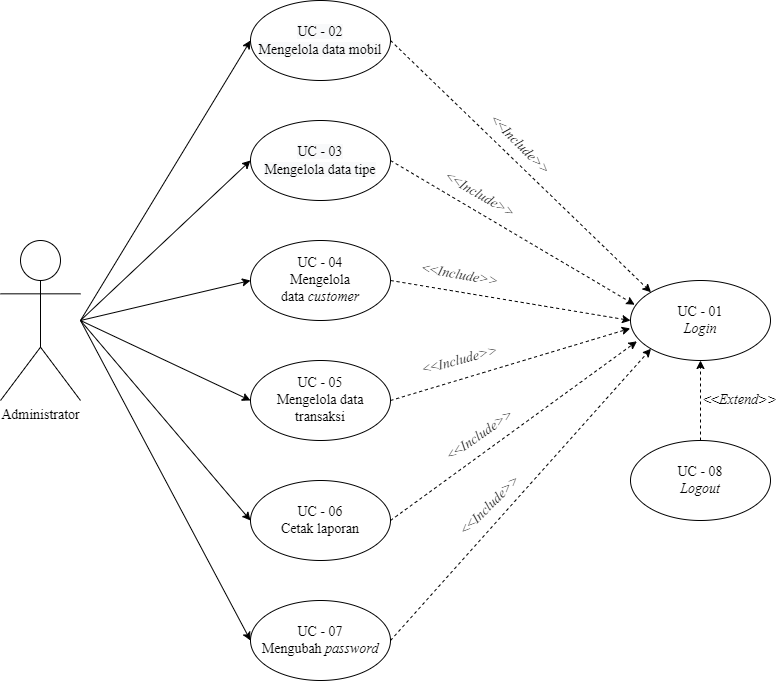 UC - 02
Mengelola data mobil
<<Include>>
UC - 03
Mengelola data tipe
<<Include>>
UC - 04
Mengelola
data customer
<<Include>>
UC - 01
Login
UC - 05
Mengelola data
transaksi
<<Include>>
Administrator
<<Extend>>
UC - 06
Cetak laporan
<<Include>>
UC - 08
Logout
<<Include>>
UC - 07
Mengubah password